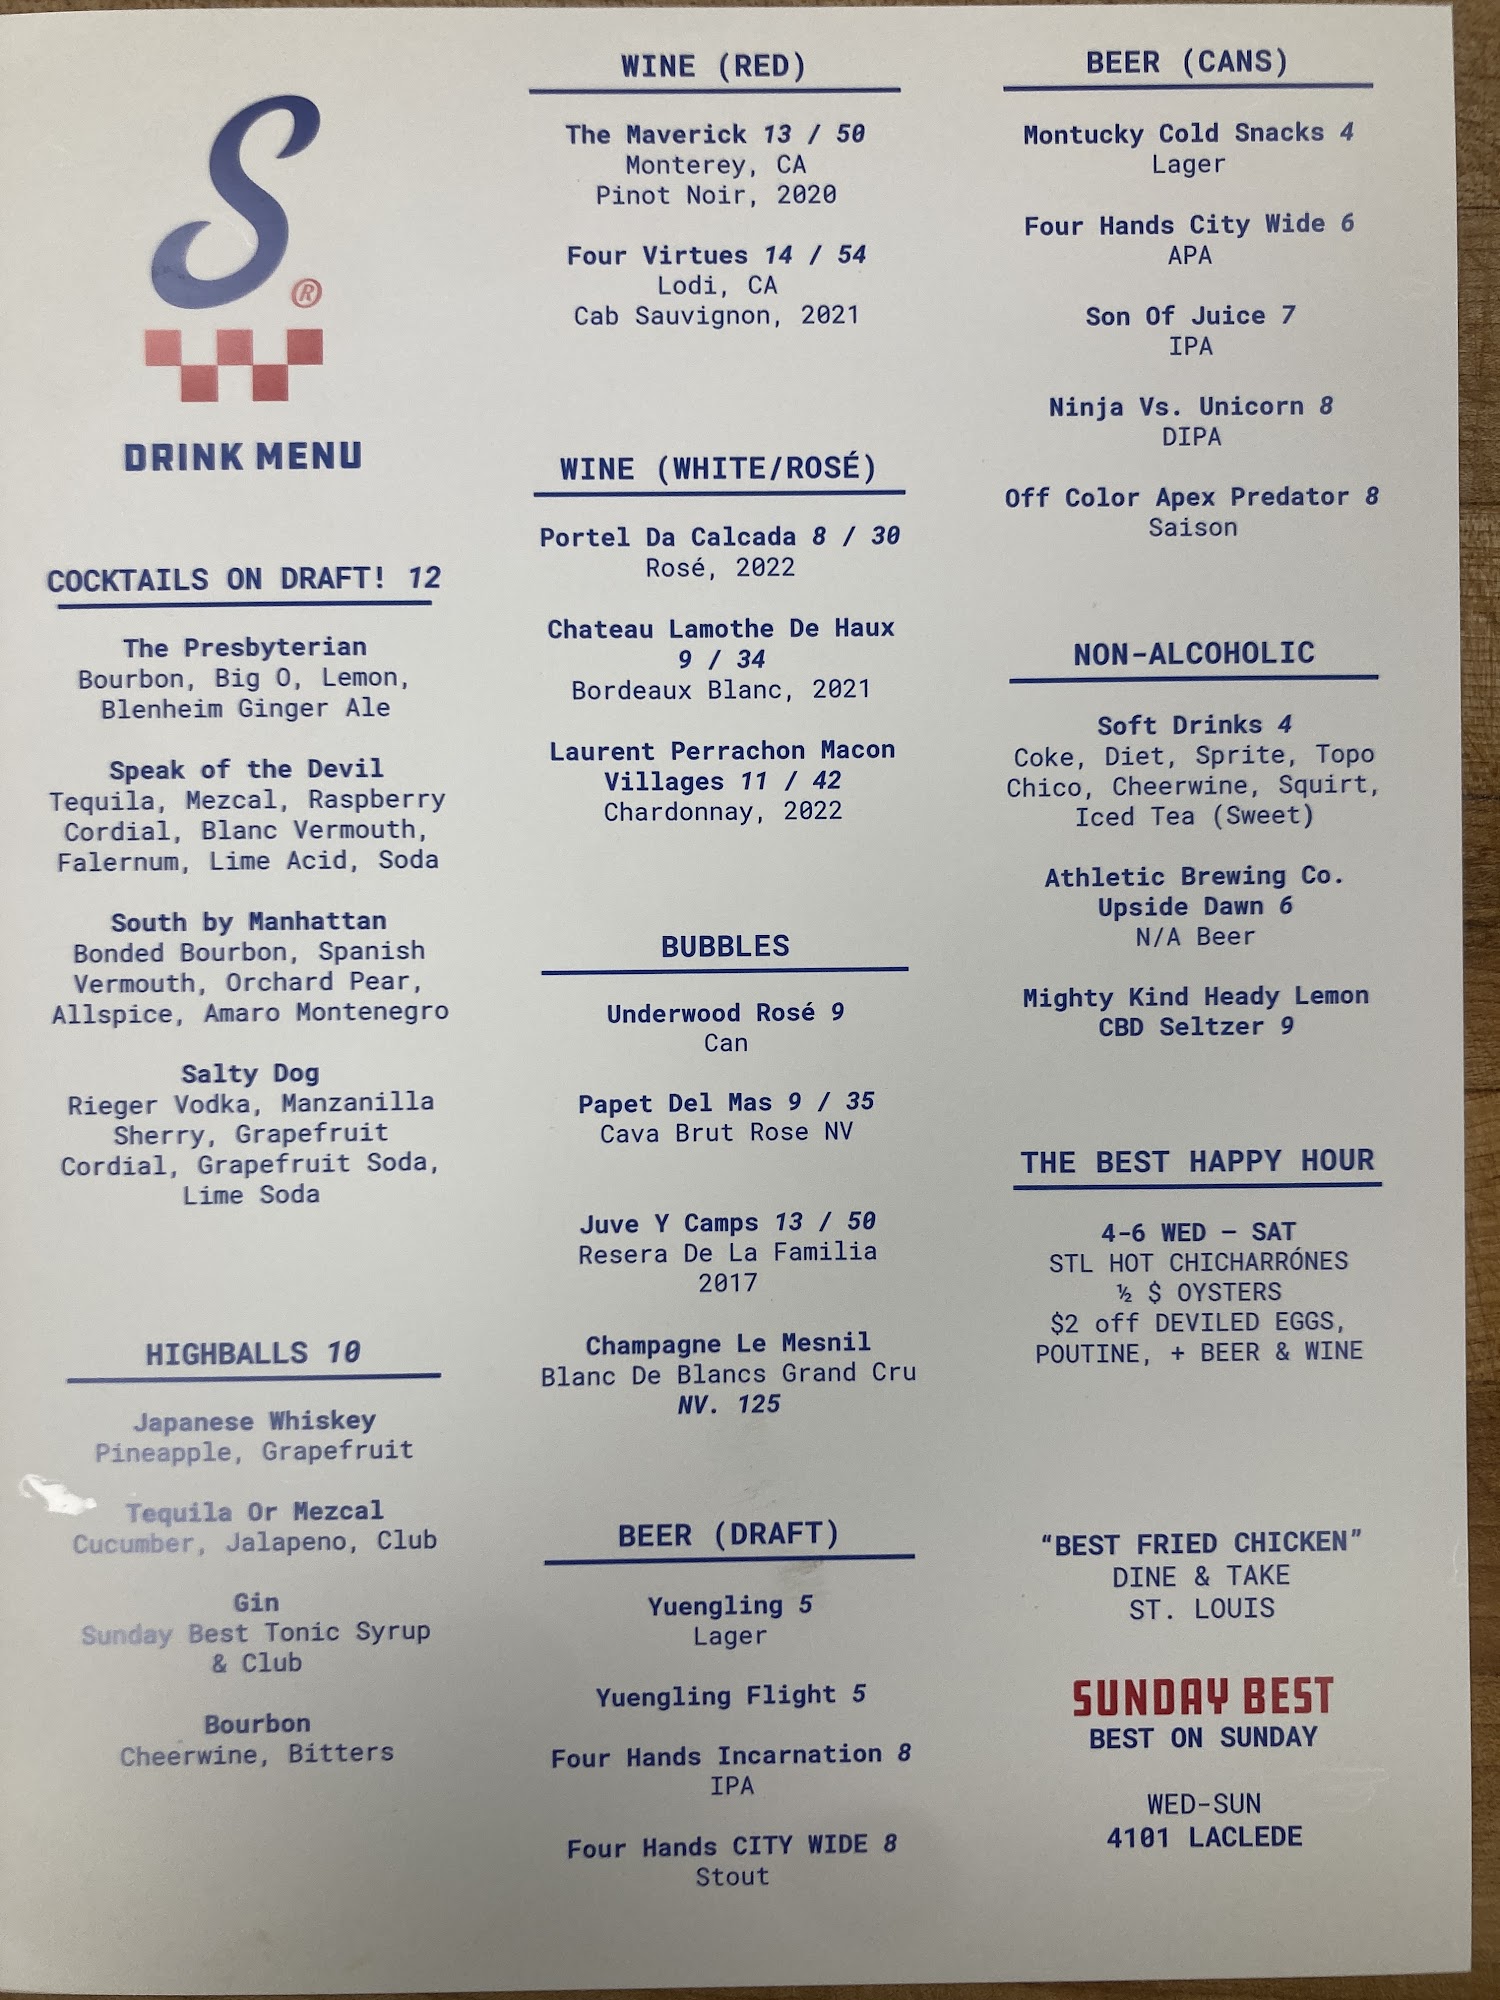 S®
DRINK MENU
COCKTAILS ON DRAFT! 12
The Presbyterian
Bourbon, Big O, Lemon,
Blenheim Ginger Ale
Speak of the Devil
Tequila, Mezcal, Raspberry
Cordial, Blanc Vermouth,
Falernum, Lime Acid, Soda
South by Manhattan
Bonded Bourbon, Spanish
Vermouth, Orchard Pear,
Allspice, Amaro Montenegro
Salty Dog
Rieger Vodka, Manzanilla
Sherry, Grapefruit
Cordial, Grapefruit Soda,
Lime Soda
HIGHBALLS 10
Japanese Whiskey
Pineapple, Grapefruit
Tequila Or Mezcal
Cucumber, Jalapeno, Club
Gin
Sunday Best Tonic Syrup
& Club
Bourbon
Cheerwine, Bitters
WINE (RED)
The Maverick 13 / 50
Monterey, CA
Pinot Noir, 2020
Four Virtues 14 / 54
Lodi, CA
Cab Sauvignon, 2021
WINE (WHITE/ROSÉ)
Portel Da Calcada 8 / 30
Rosé, 2022
Chateau Lamothe De Haux
9 / 34
Bordeaux Blanc, 2021
Laurent Perrachon Macon
Villages 11 / 42
Chardonnay, 2022
BUBBLES
Underwood Rosé 9
Can
Papet Del Mas 9 / 35
Cava Brut Rose NV
Juve Y Camps 13 / 50
Resera De La Familia
2017
Champagne Le Mesnil
Blanc De Blancs Grand Cru
NV. 125
BEER (DRAFT)
Yuengling 5
Lager
Yuengling Flight 5
Four Hands Incarnation 8
IPA
Four Hands CITY WIDE 8
Stout
BEER (CANS)
Montucky Cold Snacks 4
Lager
Four Hands City Wide 6
APA
Son Of Juice 7
IPA
Ninja Vs. Unicorn 8
DIPA
Off Color Apex Predator 8
Saison
NON-ALCOHOLIC
Soft Drinks 4
Coke, Diet, Sprite, Topo
Chico, Cheerwine, Squirt,
Iced Tea (Sweet)
Athletic Brewing Co.
Upside Dawn 6
N/A Beer
Mighty Kind Heady Lemon
CBD Seltzer 9
THE BEST HAPPY HOUR
4-6 WED – SAT
STL HOT CHICHARRÓNES
½ $ OYSTERS
$2 off DEVILED EGGS,
POUTINE, + BEER & WINE
“BEST FRIED CHICKEN”
DINE & TAKE
ST. LOUIS
SUNDAY BEST
BEST ON SUNDAY
WED-SUN
4101 LACLEDE